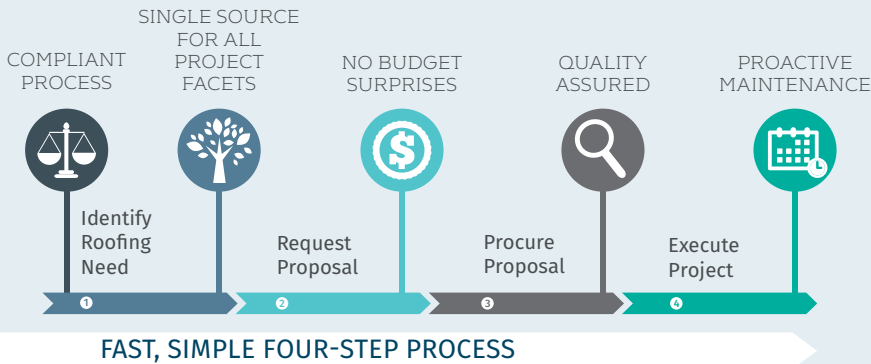 COMPLIANT
PROCESS
SINGLE SOURCE
FOR ALL
PROJECT
FACETS
NO BUDGET
SURPRISES
QUALITY
ASSURED
PROACTIVE
MAINTENANCE
$
Identify
Roofing
Need
Request
Proposal
Procure
Proposal
Execute
Project
1
2
3
4
FAST, SIMPLE FOUR-STEP PROCESS